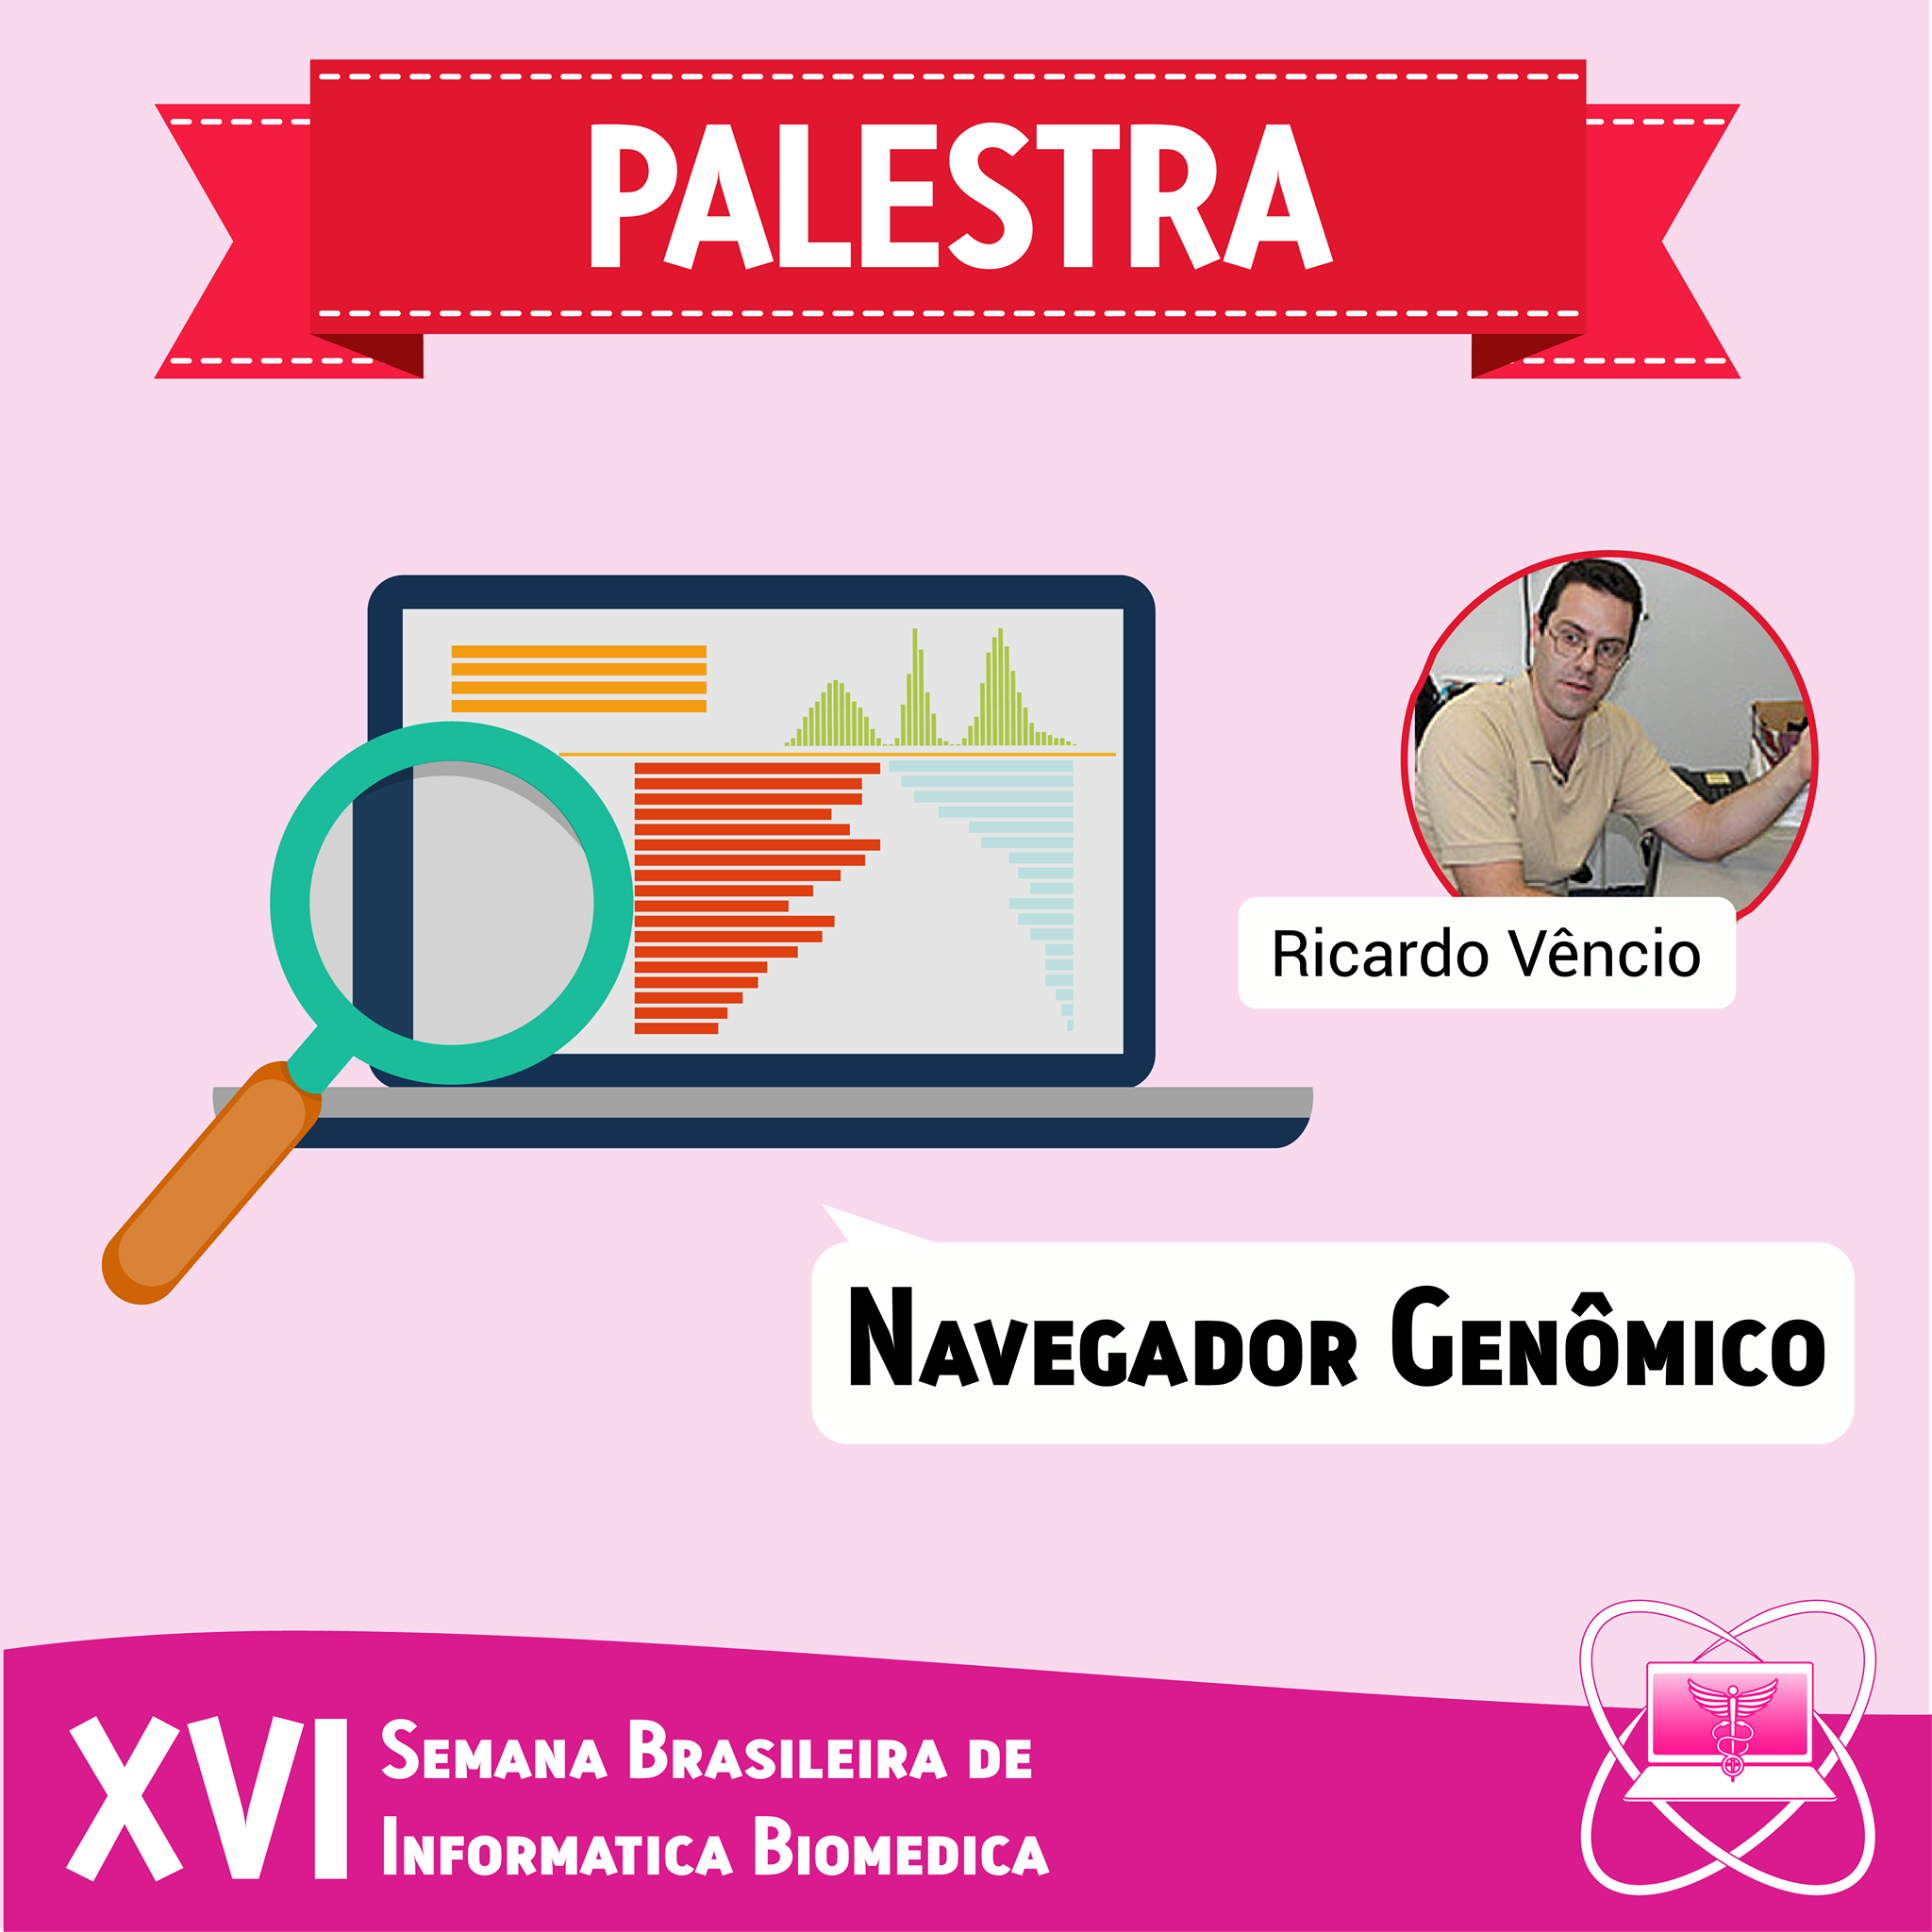 PALESTRA
Ricardo Vêncio
Navegador Genômico
XVI
Semana Brasileira de
Informatica Biomedica